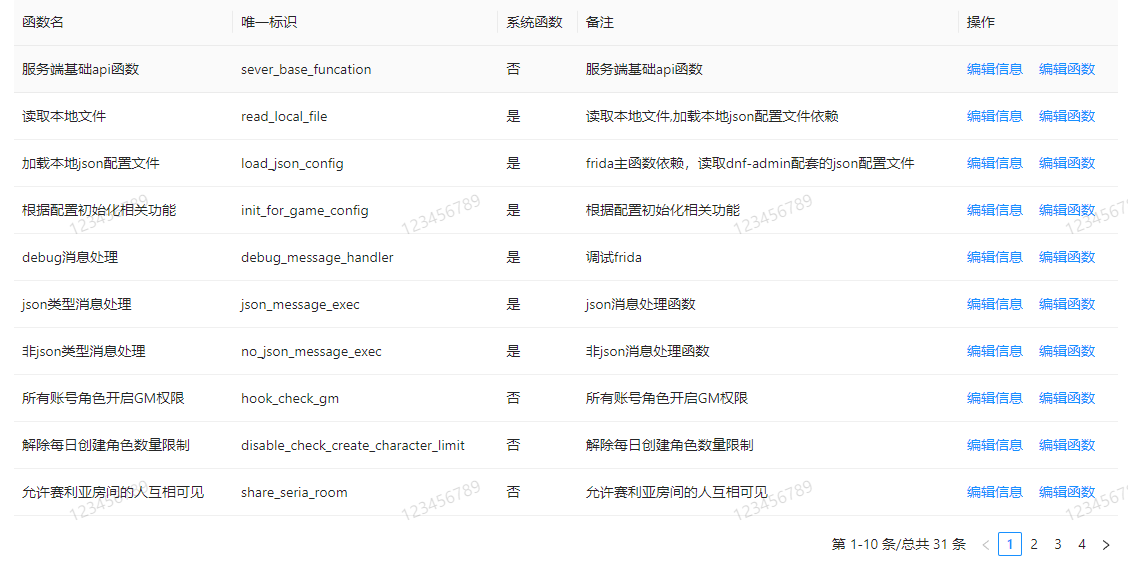 函数名 唯一标识 系统函数 备注 操作
服务端基础api函数 sever_base_funcation 否 服务端基础api函数 编辑信息 编辑函数
读取本地文件 read_local_file 是 读取本地文件,加载本地json配置文件依赖 编辑信息 编辑函数
加载本地json配置文件 load_json_config 是 frida主函数依赖，读取dnf-admin配套的json配置文件 编辑信息 编辑函数
根据配置初始化相关功能 init_for_game_config 是 根据配置初始化相关功能 编辑信息 编辑函数
123456789 123456789 123456789 1234567
debug消息处理 debug_message_handler 是 调试frida 编辑信息 编辑函数
json类型消息处理 json_message_exec 是 json消息处理函数 编辑信息 编辑函数
非json类型消息处理 no_json_message_exec 是 非json消息处理函数 编辑信息 编辑函数
所有账号角色开启GM权限 hook_check_gm 否 所有账号角色开启GM权限 编辑信息 编辑函数
解除每日创建角色数量限制 disable_check_create_character_limit 否 解除每日创建角色数量限制 编辑信息 编辑函数
允许赛利亚房间的人互相可见 share_seria_room 否 允许赛利亚房间的人互相可见 编辑信息 编辑函数
123456789 123456789 123456789 1234567
第 1-10 条/总共 31 条 < 1 2 3 4 >